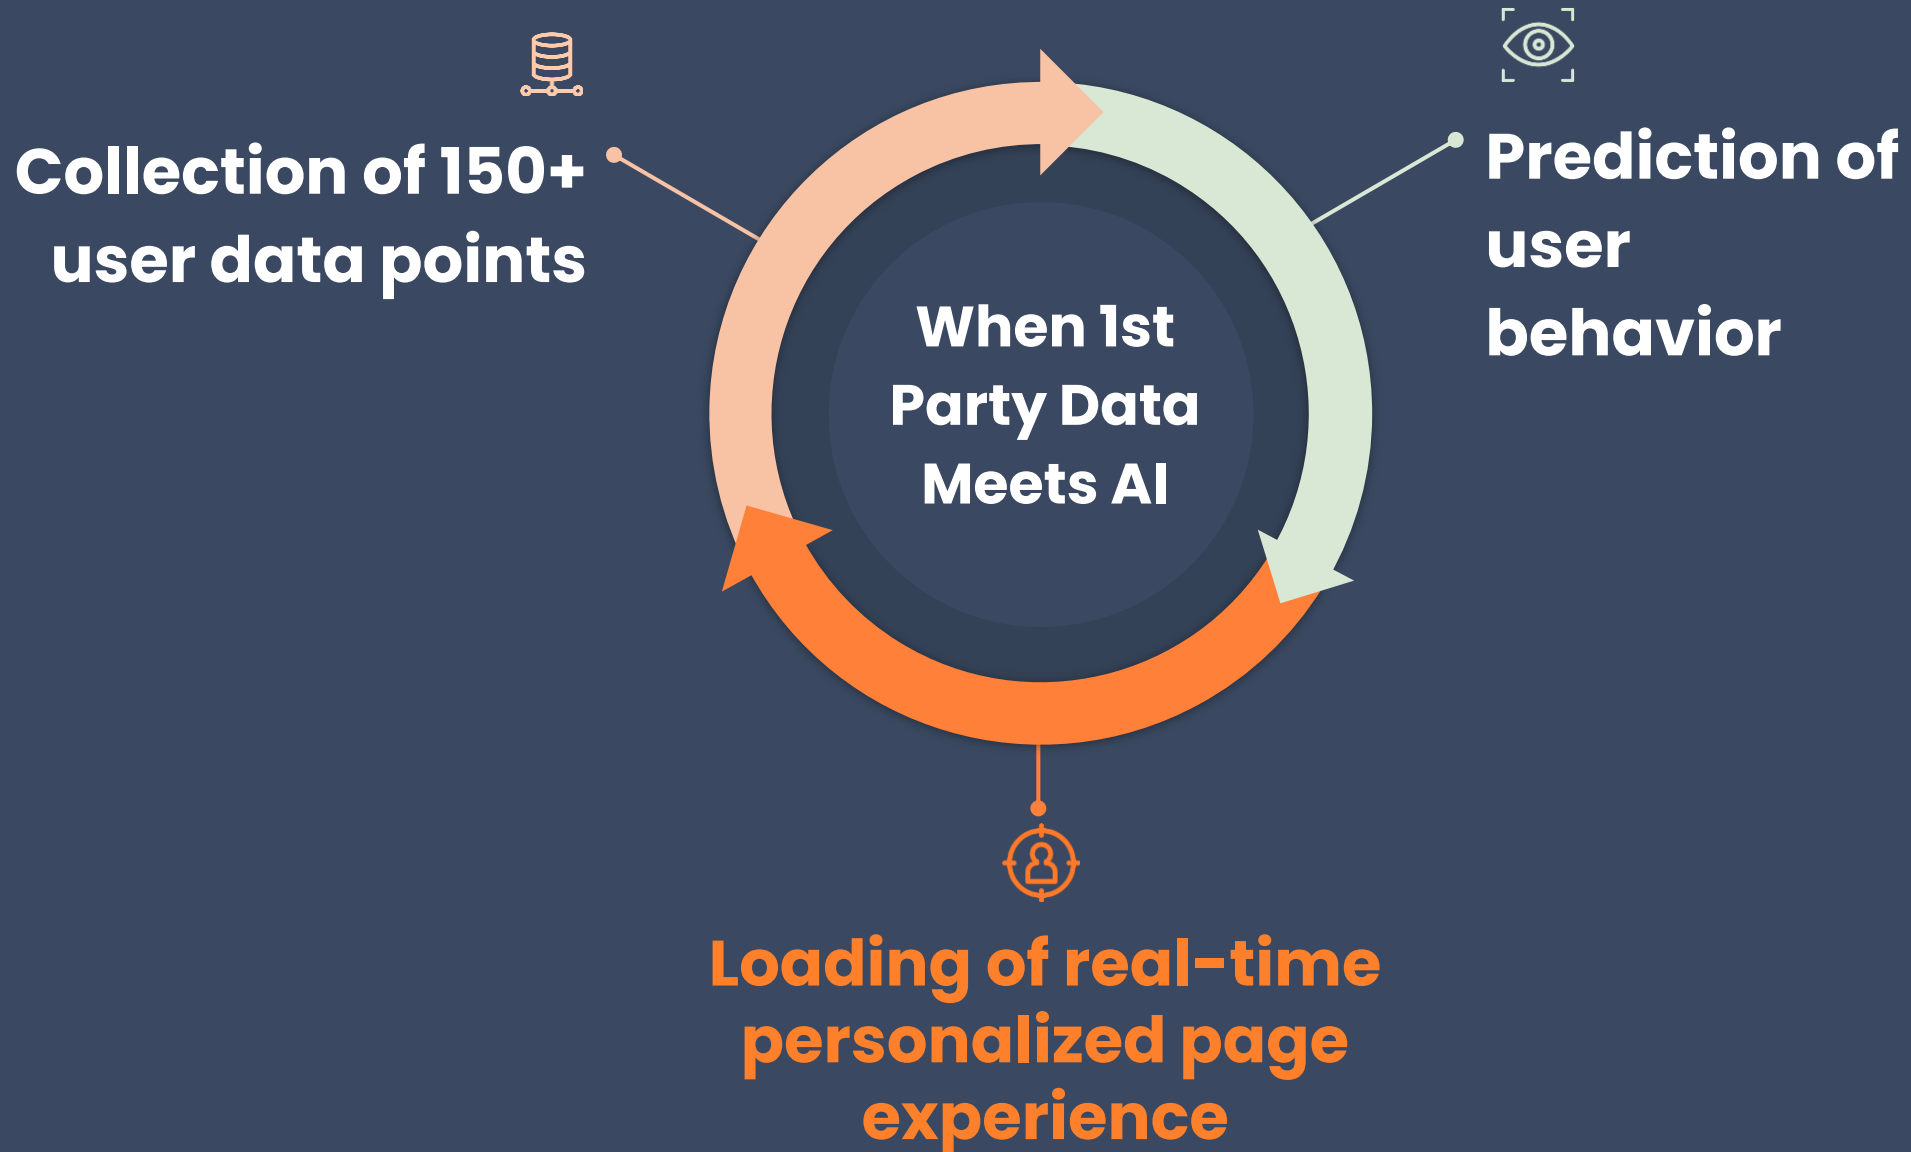 Collection of 150+
user data points
Prediction of
user
behavior
When 1st
Party Data
Meets AI
Loading of real-time
personalized page
experience